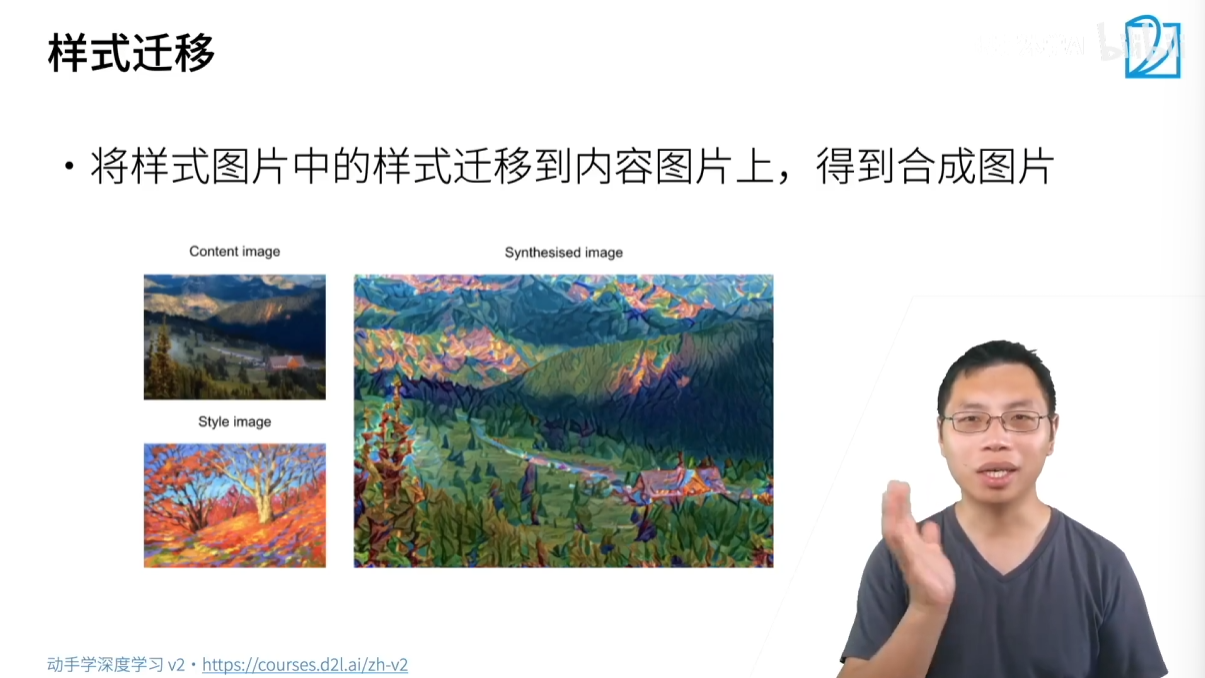 样式迁移
• 将样式图片中的样式迁移到内容图片上，得到合成图片
Content image
Synthesised image
Style image
动手学深度学习 v2 • https://courses.d2l.ai/zh-v2